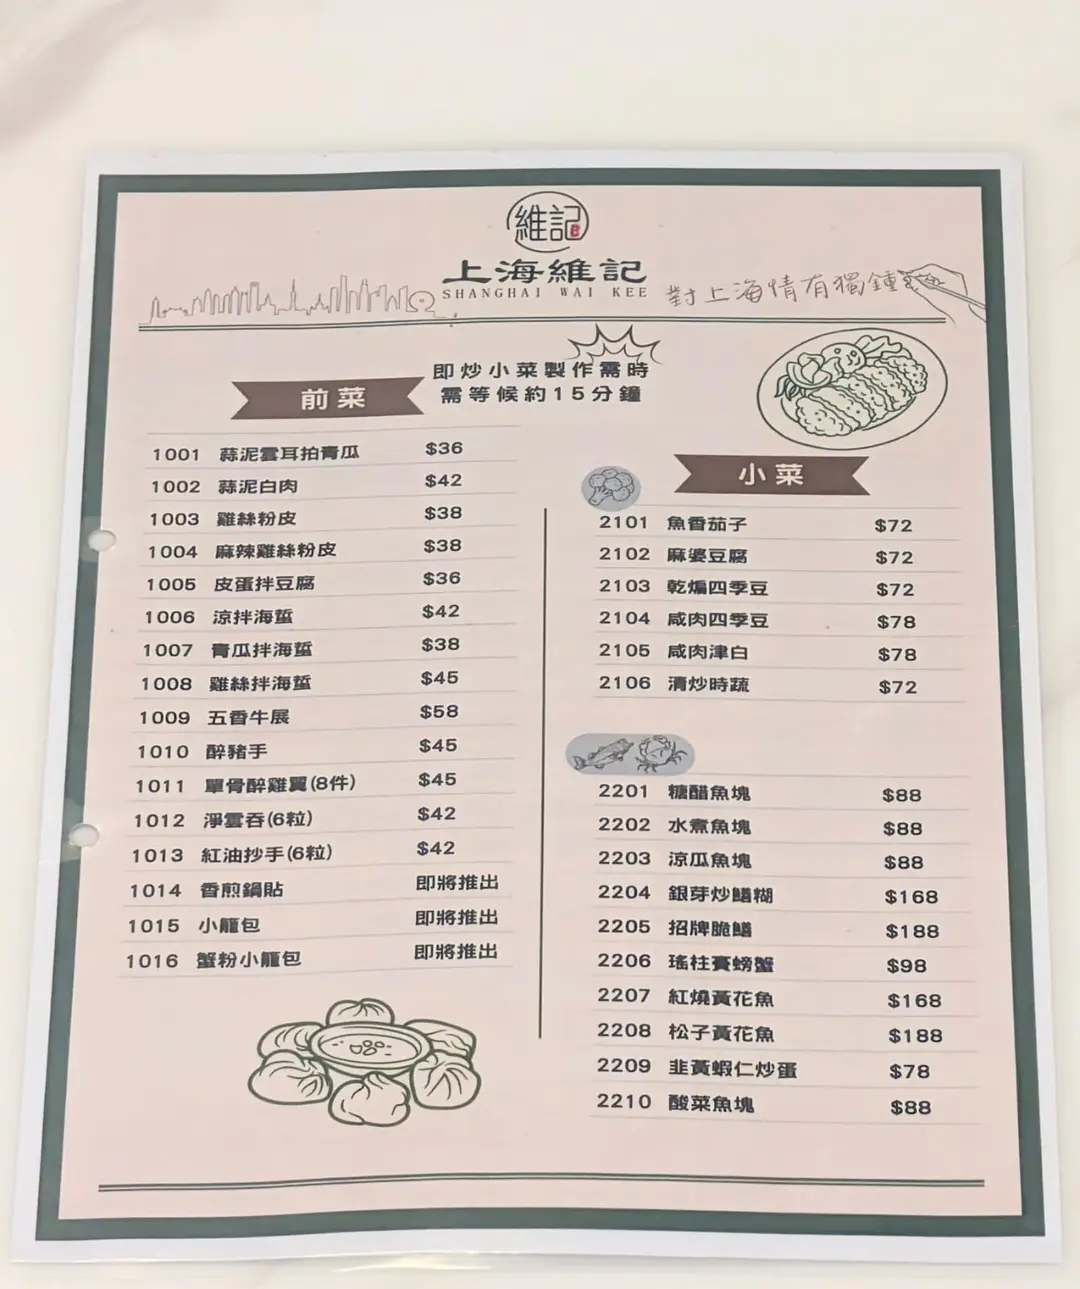 維記
上海維記
SHANGHAI WAI KEE
對上海情有獨鍾
即炒小菜製作需時
需等候約15分鐘
前菜
1001 蒜泥雲耳拍青瓜 $36
1002 蒜泥白肉 $42
1003 雞絲粉皮 $38
1004 麻辣雞絲粉皮 $38
1005 皮蛋拌豆腐 $36
1006 涼拌海蜇 $42
1007 青瓜拌海蜇 $38
1008 雞絲拌海蜇 $45
1009 五香牛展 $58
1010 醉豬手 $45
1011 單骨醉雞翼(8件) $45
1012 淨雲吞(6粒) $42
1013 紅油抄手(6粒) $42
1014 香煎鍋貼 即將推出
1015 小籠包 即將推出
1016 蟹粉小籠包 即將推出
小菜
2101 魚香茄子 $72
2102 麻婆豆腐 $72
2103 乾煸四季豆 $72
2104 咸肉四季豆 $78
2105 咸肉津白 $78
2106 清炒時蔬 $72
2201 糖醋魚塊 $88
2202 水煮魚塊 $88
2203 涼瓜魚塊 $88
2204 銀芽炒鱔糊 $168
2205 招牌脆鱔 $188
2206 瑤柱賽螃蟹 $98
2207 紅燒黃花魚 $168
2208 松子黃花魚 $188
2209 韭黃蝦仁炒蛋 $78
2210 酸菜魚塊 $88